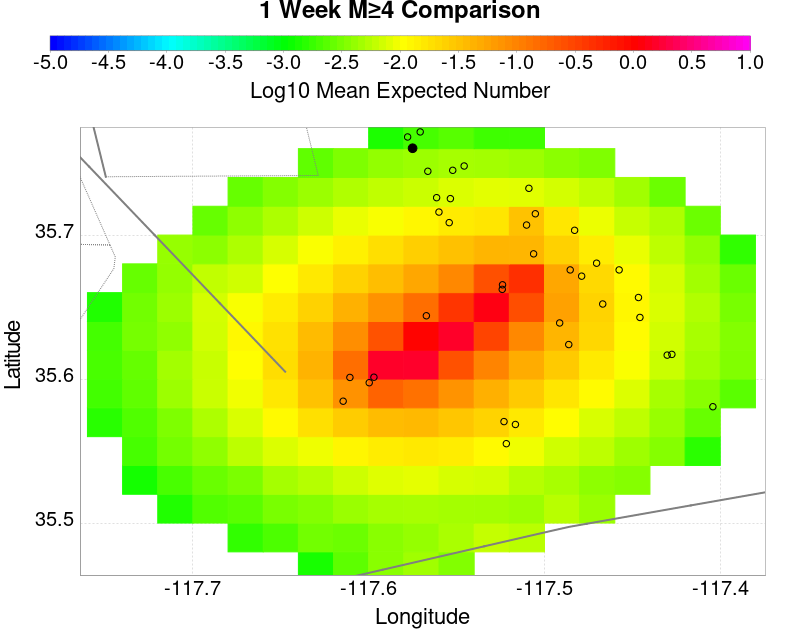 1 Week M≥4 Comparison
-5.0 -4.5 -4.0 -3.5 -3.0 -2.5 -2.0 -1.5 -1.0 -0.5 0.0 0.5 1.0
Log10 Mean Expected Number
35.7
35.6
35.5
Latitude
-117.7 -117.6 -117.5 -117.4
Longitude